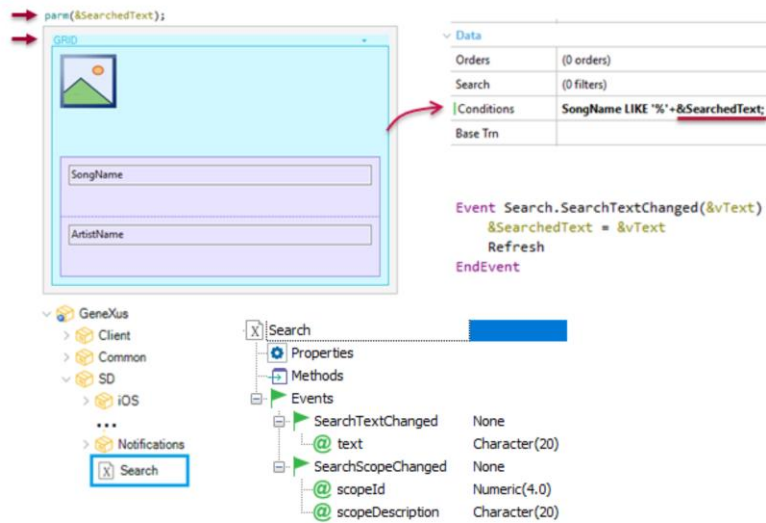 parm(&SearchedText);
GRID
SongName
ArtistName
Data
Orders (0 orders)
Search (0 filters)
Conditions SongName LIKE '%'+&SearchedText;
Base Trn
Event Search.SearchTextChanged(&vText)
&SearchedText = &vText
Refresh
EndEvent
GeneXus
Client
Common
SD
iOS
...
Notifications
Search
Search
Properties
Methods
Events
SearchTextChanged None
text Character(20)
SearchScopeChanged None
scopeId Numeric(4.0)
scopeDescription Character(20)